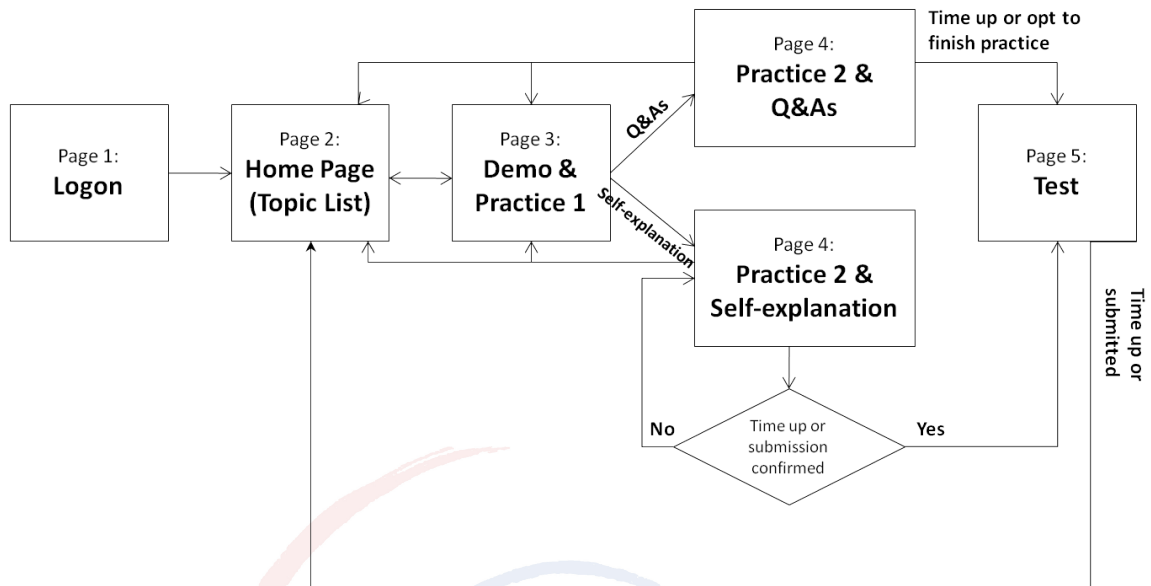 Page 1:
Logon
Page 2:
Home Page
(Topic List)
Page 3:
Demo &
Practice 1
Q&As
Self-explanation
Page 4:
Practice 2 &
Q&As
Time up or opt to
finish practice
Page 4:
Practice 2 &
Self-explanation
Time up or
submission
confirmed
No
Yes
Page 5:
Test
Time up or
submitted